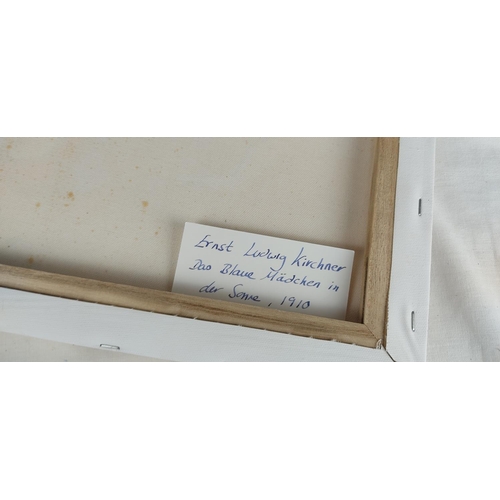 Ernst Ludwig Kirchner
Das Blaue Mädchen in
der Sonne, 1910